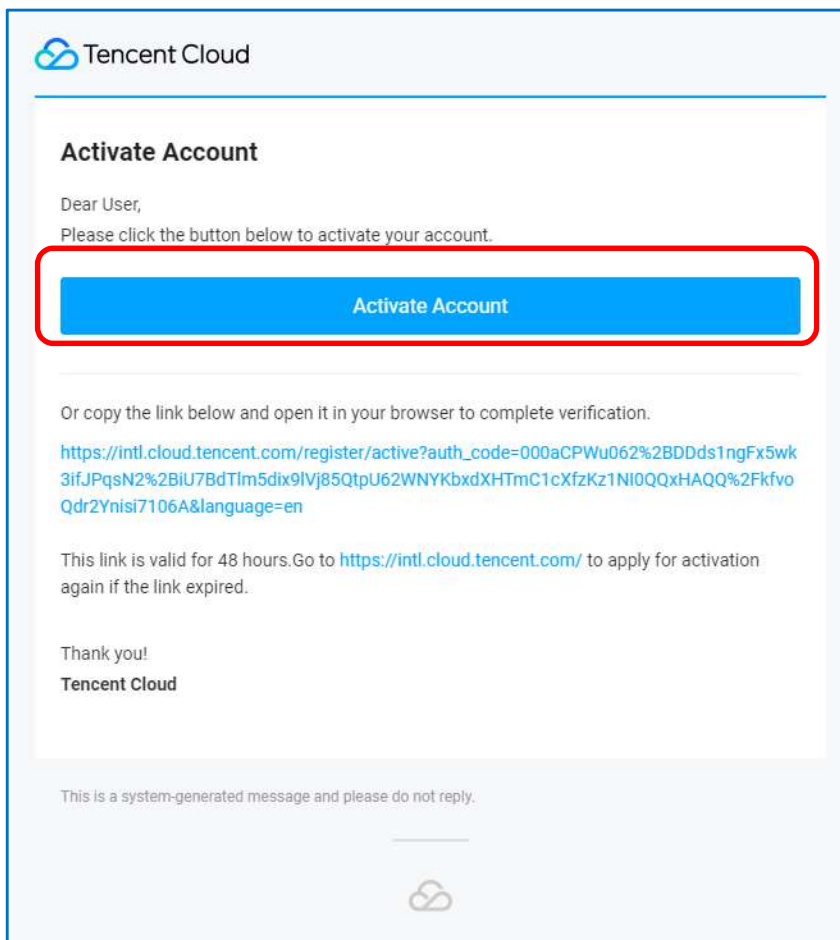 Tencent Cloud
Activate Account
Dear User,
Please click the button below to activate your account.
Activate Account
Or copy the link below and open it in your browser to complete verification.
https://intl.cloud.tencent.com/register/active?auth_code=000aCPWu062%2BDDds1ngFx5wk
3ifJPqsN2%2BiU7BdTlm5dix9lVj85QtpU62WNYKbxdXHTmC1cXfzKz1NI0QQxHAQQ%2Fkfvo
Qdr2Ynisi7106A&language=en
This link is valid for 48 hours.Go to https://intl.cloud.tencent.com/ to apply for activation
again if the link expired.
Thank you!
Tencent Cloud
This is a system-generated message and please do not reply.